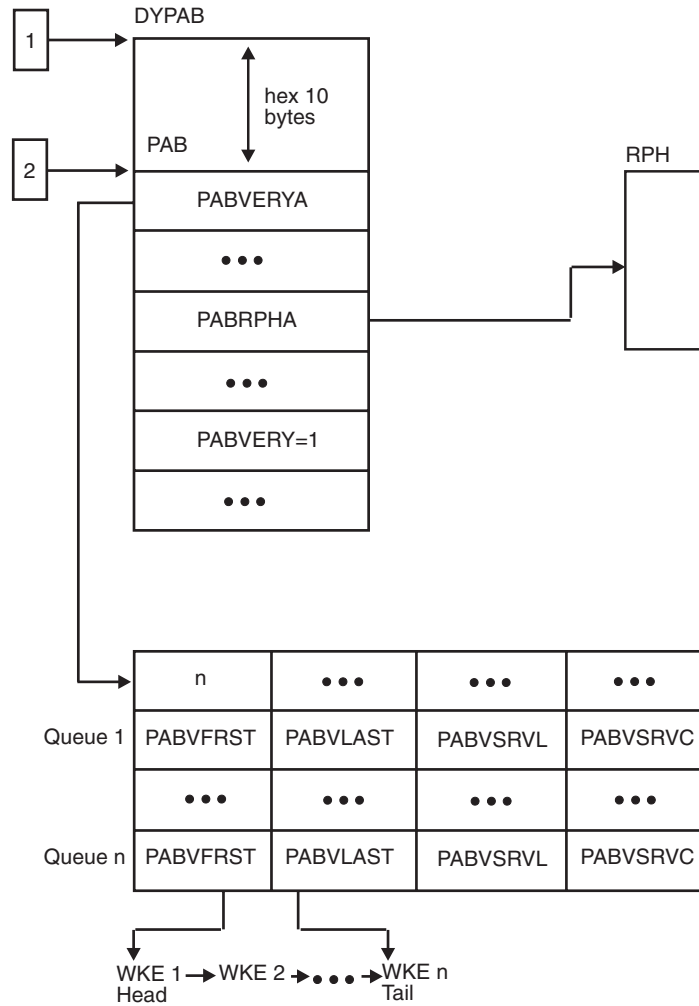 DYPAB
1
hex 10
bytes
PAB
2
RPH
PABVERYA
●●●
PABRPHA
●●●
PABVERY=1
●●●
n ●●● ●●● ●●●
Queue 1 PABVFRST PABVLAST PABVSRVL PABVSRVC
●●● ●●● ●●● ●●●
Queue n PABVFRST PABVLAST PABVSRVL PABVSRVC
WKE 1 WKE 2 ●●● WKE n
Head Tail